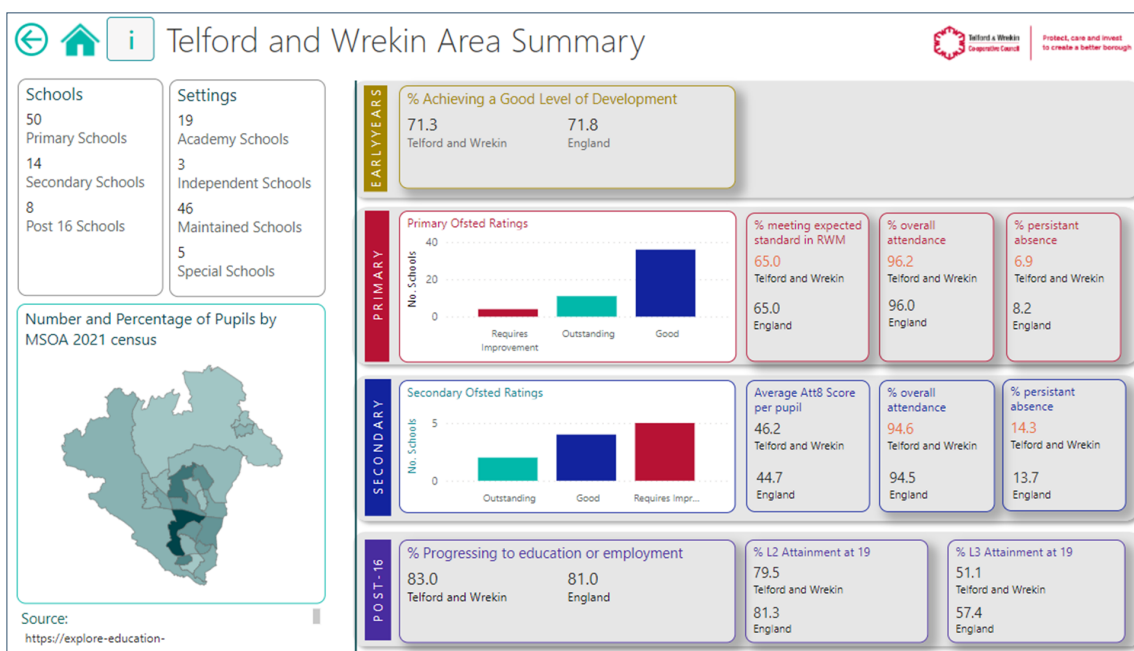 i
Telford and Wrekin Area Summary
Telford & Wrekin
Co-operative Council
Protect, care and invest
to create a better borough
Schools
50
Primary Schools
14
Secondary Schools
8
Post 16 Schools
Settings
19
Academy Schools
3
Independent Schools
46
Maintained Schools
5
Special Schools
Number and Percentage of Pupils by
MSOA 2021 census
Source:
https://explore-education-
EARLYYEARS
% Achieving a Good Level of Development
71.3
Telford and Wrekin
71.8
England
PRIMARY
Primary Ofsted Ratings
No. Schools
40
20
0
Requires
Improvement
Outstanding
Good
% meeting expected
standard in RWM
65.0
Telford and Wrekin
65.0
England
% overall
attendance
96.2
Telford and Wrekin
96.0
England
% persistant
absence
6.9
Telford and Wrekin
8.2
England
SECONDARY
Secondary Ofsted Ratings
No. Schools
5
0
Outstanding
Good
Requires Impr...
Average Att8 Score
per pupil
46.2
Telford and Wrekin
44.7
England
% overall
attendance
94.6
Telford and Wrekin
94.5
England
% persistant
absence
14.3
Telford and Wrekin
13.7
England
POST-16
% Progressing to education or employment
83.0
Telford and Wrekin
81.0
England
% L2 Attainment at 19
79.5
Telford and Wrekin
81.3
England
% L3 Attainment at 19
51.1
Telford and Wrekin
57.4
England